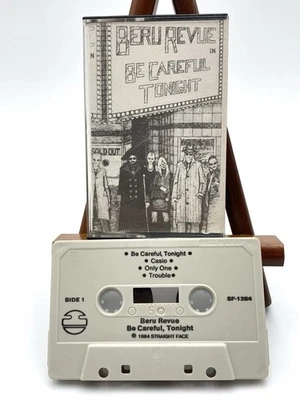 BERU REVUE
IN
IN
BE CAREFUL
TONIGHT
SOLD OUT
• Be Careful, Tonight •
• Casio •
• Only One •
• Trouble •
SIDE 1
SF-1284
Beru Revue
Be Careful, Tonight
℗ 1984 STRAIGHT FACE